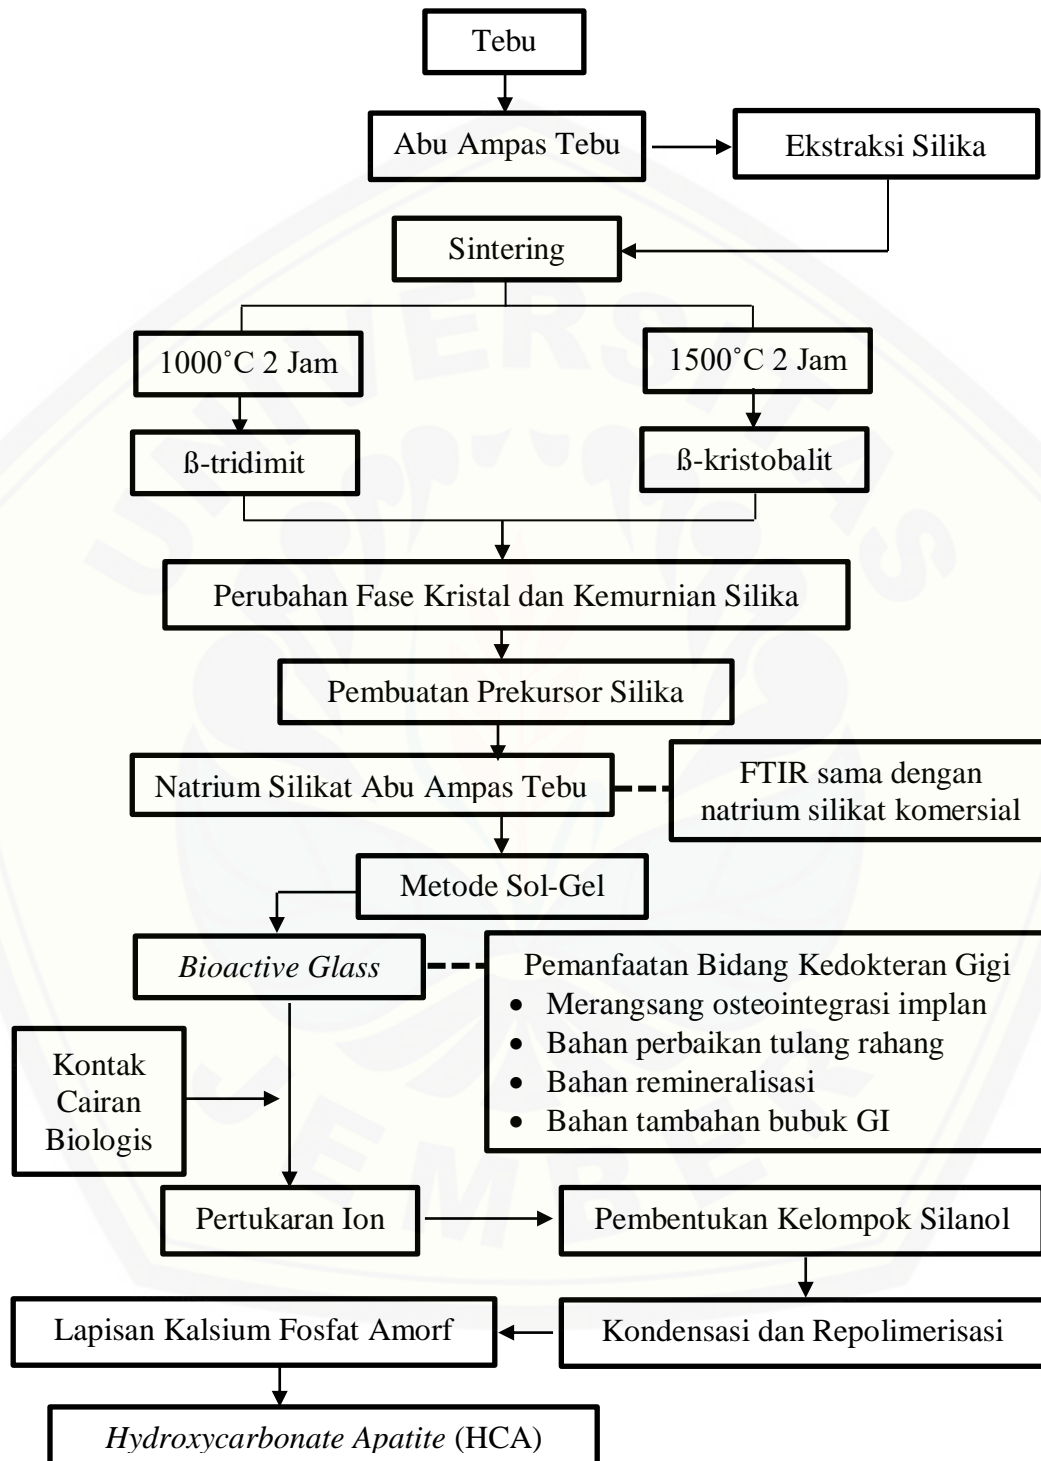 Tebu
Abu Ampas Tebu
Ekstraksi Silika
Sintering
1000˚C 2 Jam
1500˚C 2 Jam
ß-tridimit
ß-kristobalit
Perubahan Fase Kristal dan Kemurnian Silika
Pembuatan Prekursor Silika
Natrium Silikat Abu Ampas Tebu
FTIR sama dengan
natrium silikat komersial
Metode Sol-Gel
Bioactive Glass
Pemanfaatan Bidang Kedokteran Gigi
• Merangsang osteointegrasi implan
• Bahan perbaikan tulang rahang
• Bahan remineralisasi
• Bahan tambahan bubuk GI
Kontak
Cairan
Biologis
Pertukaran Ion
Pembentukan Kelompok Silanol
Lapisan Kalsium Fosfat Amorf
Kondensasi dan Repolimerisasi
Hydroxycarbonate Apatite (HCA)
UNIVERSITAS
JEMBER